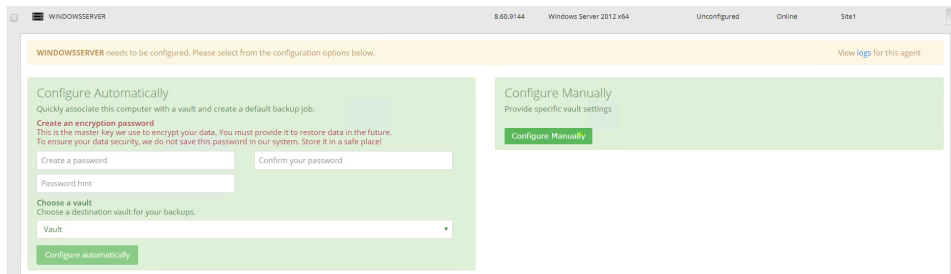 WINDOWSSERVER 8.60.9144 Windows Server 2012 x64 Unconfigured Online Site1
WINDOWSSERVER needs to be configured. Please select from the configuration options below. View logs for this agent
Configure Automatically
Quickly associate this computer with a vault and create a default backup job.
Create an encryption password
This is the master key we use to encrypt your data. You must provide it to restore data in the future.
To ensure your data security, we do not save this password in our system. Store it in a safe place!
Create a password Confirm your password
Password hint
Choose a vault
Choose a destination vault for your backups.
Vault
Configure automatically
Configure Manually
Provide specific vault settings
Configure Manually